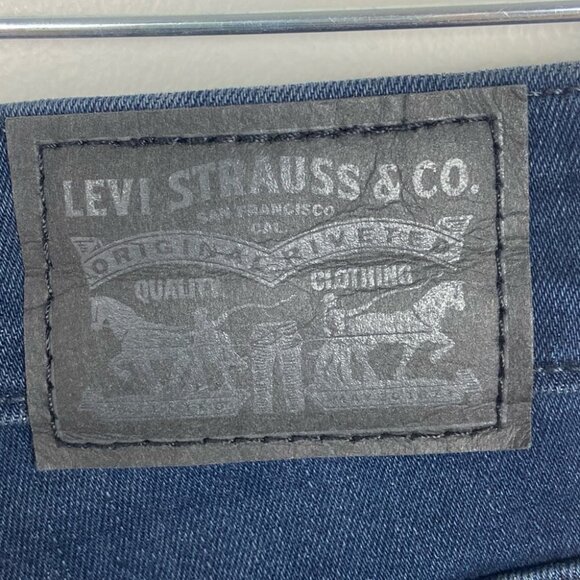 LEVI STRAUSS & CO.
SAN FRANCISCO
CAL.
ORIGINAL RIVETED
QUALITY CLOTHING